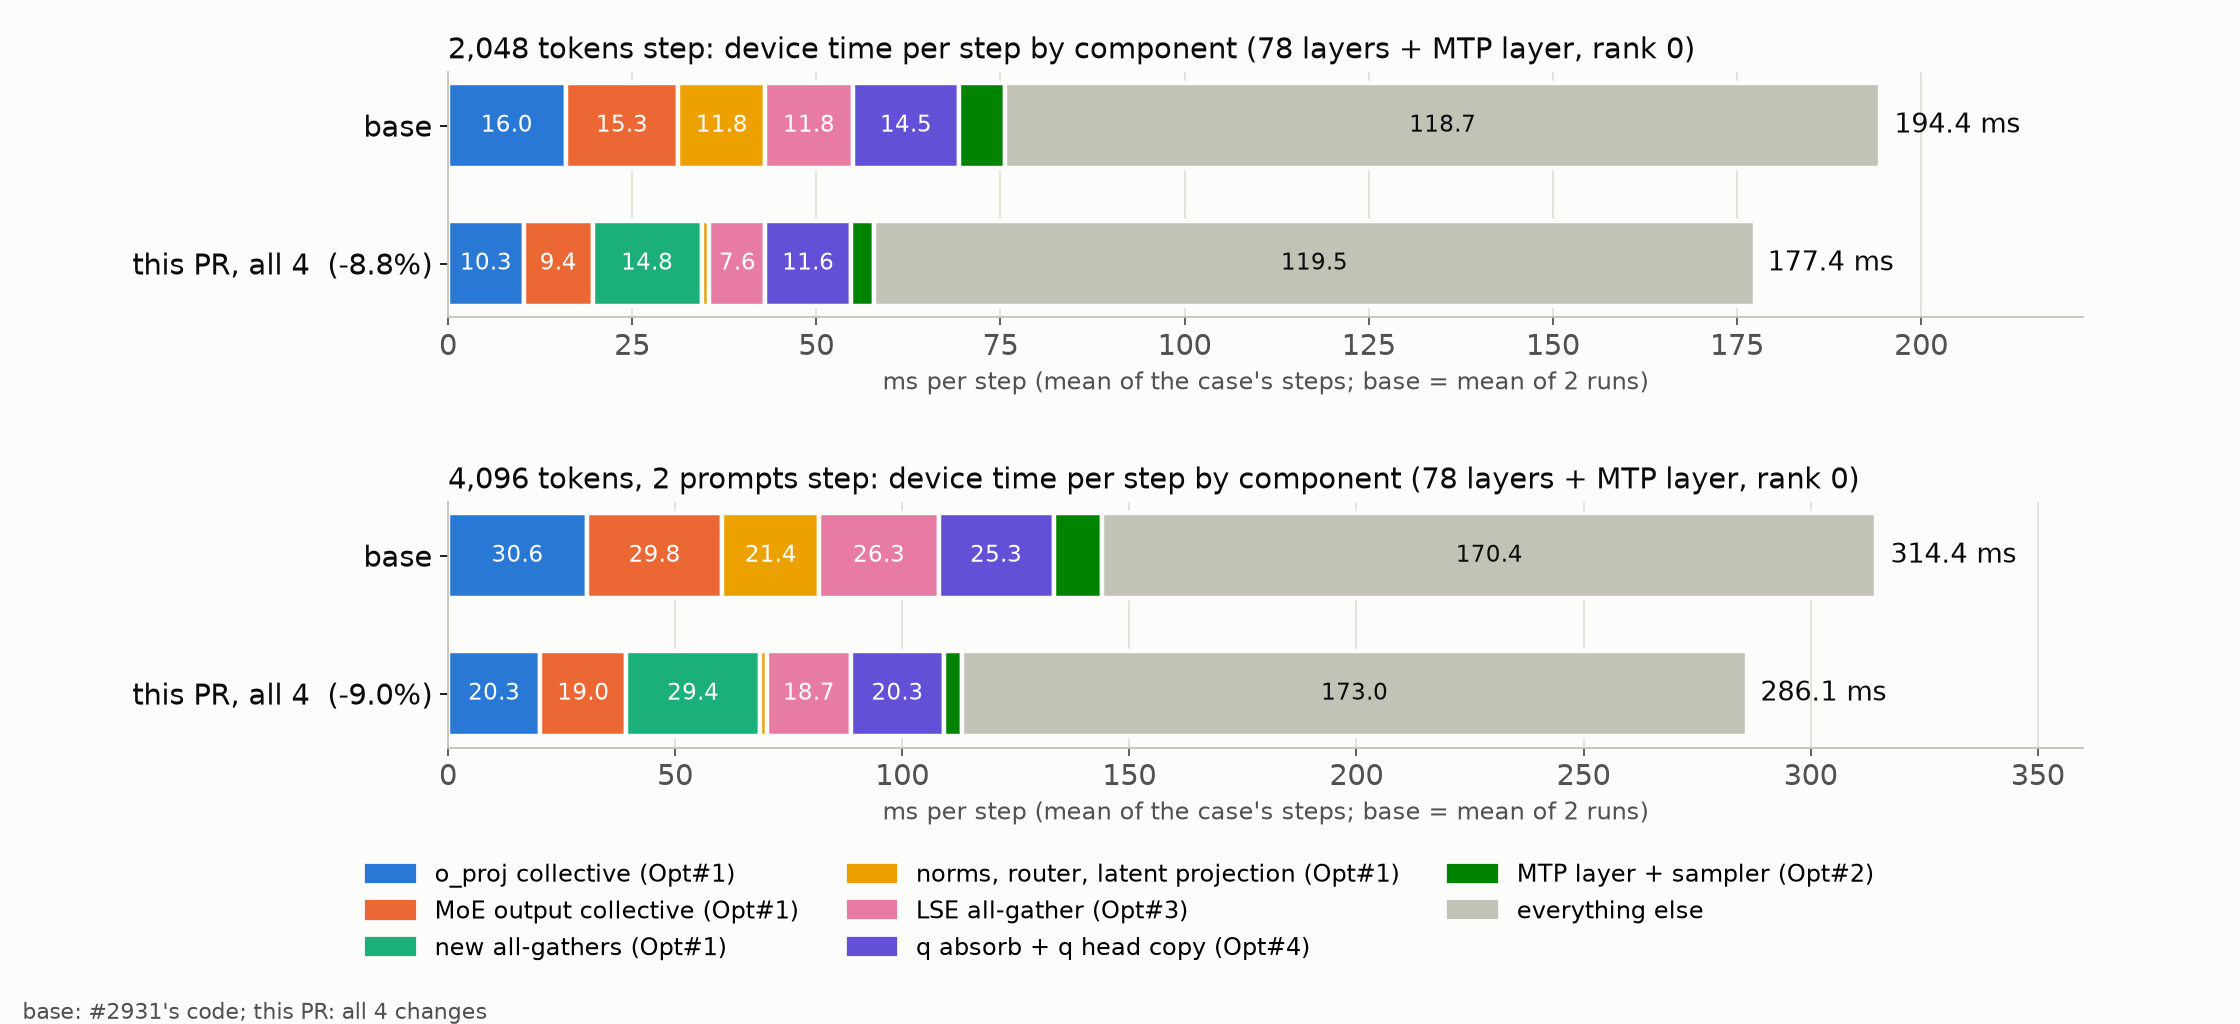 2,048 tokens step: device time per step by component (78 layers + MTP layer, rank 0)
base
16.0
15.3
11.8
11.8
14.5
118.7
194.4 ms
this PR, all 4 (-8.8%)
10.3
9.4
14.8
7.6
11.6
119.5
177.4 ms
0 25 50 75 100 125 150 175 200
ms per step (mean of the case's steps; base = mean of 2 runs)
4,096 tokens, 2 prompts step: device time per step by component (78 layers + MTP layer, rank 0)
base
30.6
29.8
21.4
26.3
25.3
170.4
314.4 ms
this PR, all 4 (-9.0%)
20.3
19.0
29.4
18.7
20.3
173.0
286.1 ms
0 50 100 150 200 250 300 350
ms per step (mean of the case's steps; base = mean of 2 runs)
o_proj collective (Opt#1)
MoE output collective (Opt#1)
new all-gathers (Opt#1)
norms, router, latent projection (Opt#1)
LSE all-gather (Opt#3)
q absorb + q head copy (Opt#4)
MTP layer + sampler (Opt#2)
everything else
base: #2931's code; this PR: all 4 changes